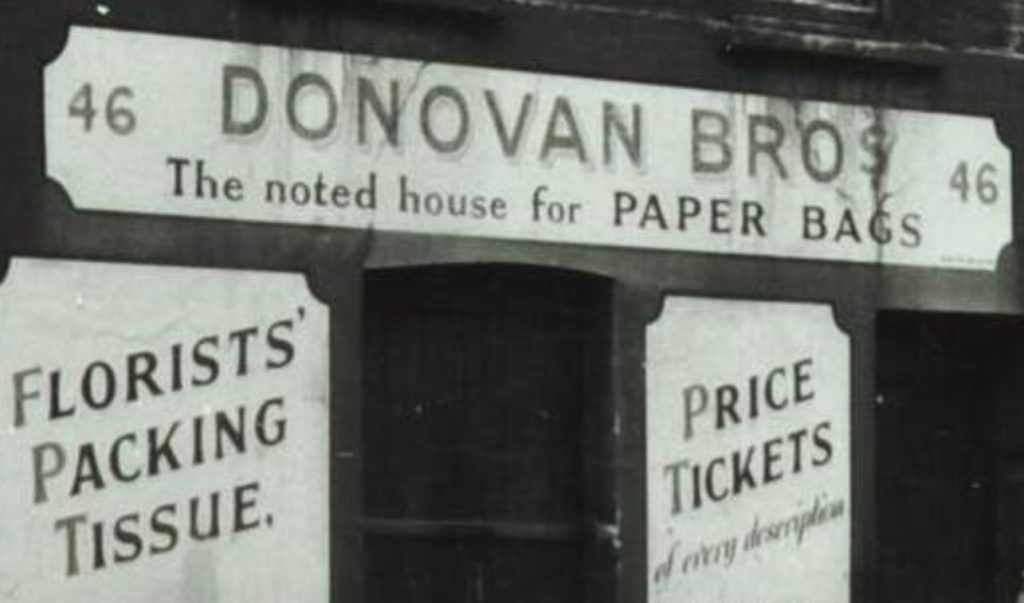 46 DONOVAN BROS 46
The noted house for PAPER BAGS
FLORISTS'
PACKING
TISSUE.
PRICE
TICKETS
of every description